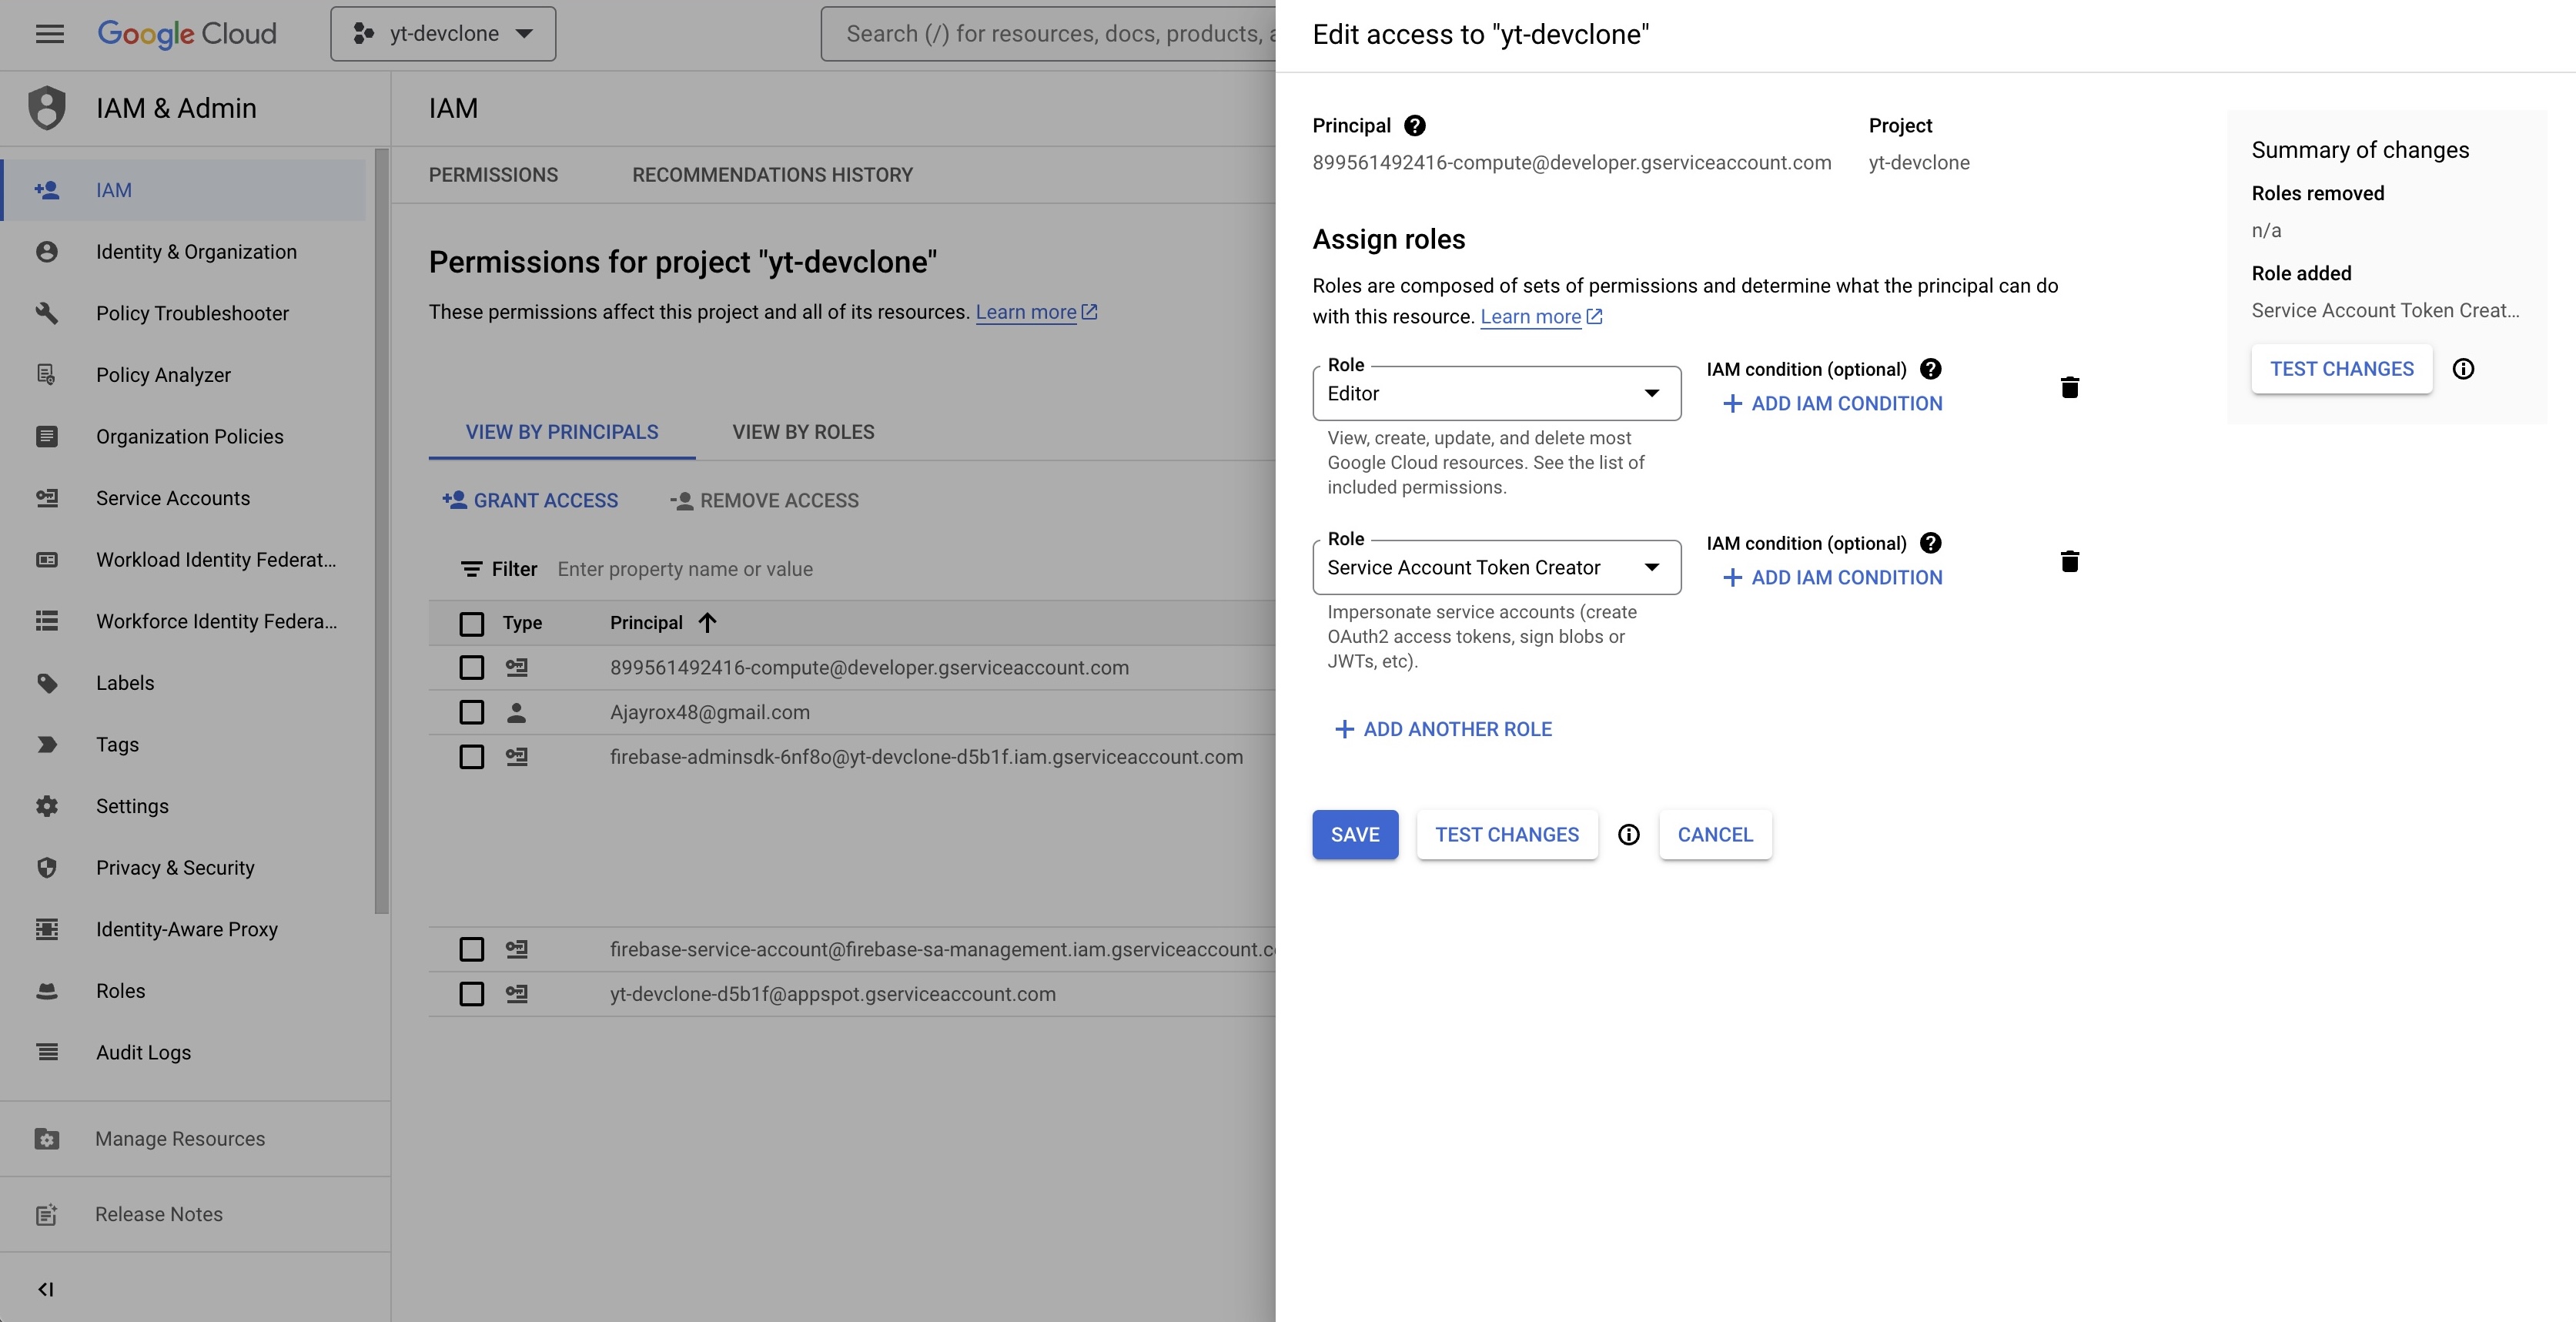 Google Cloud
yt-devclone
Search (/) for resources, docs, products,
IAM & Admin
IAM
Identity & Organization
Policy Troubleshooter
Policy Analyzer
Organization Policies
Service Accounts
Workload Identity Federat...
Workforce Identity Federa...
Labels
Tags
Settings
Privacy & Security
Identity-Aware Proxy
Roles
Audit Logs
Manage Resources
Release Notes
IAM
PERMISSIONS
RECOMMENDATIONS HISTORY
Permissions for project "yt-devclone"
These permissions affect this project and all of its resources. Learn more
VIEW BY PRINCIPALS
VIEW BY ROLES
GRANT ACCESS
REMOVE ACCESS
Filter Enter property name or value
Type Principal
899561492416-compute@developer.gserviceaccount.com
Ajayrox48@gmail.com
firebase-adminsdk-6nf8o@yt-devclone-d5b1f.iam.gserviceaccount.com
firebase-service-account@firebase-sa-management.iam.gserviceaccount.c
yt-devclone-d5b1f@appspot.gserviceaccount.com
Edit access to "yt-devclone"
Principal
899561492416-compute@developer.gserviceaccount.com
Project
yt-devclone
Assign roles
Roles are composed of sets of permissions and determine what the principal can do
with this resource. Learn more
Role
Editor
View, create, update, and delete most
Google Cloud resources. See the list of
included permissions.
IAM condition (optional)
ADD IAM CONDITION
Role
Service Account Token Creator
Impersonate service accounts (create
OAuth2 access tokens, sign blobs or
JWTs, etc).
IAM condition (optional)
ADD IAM CONDITION
ADD ANOTHER ROLE
SAVE
TEST CHANGES
CANCEL
Summary of changes
Roles removed
n/a
Role added
Service Account Token Creat...
TEST CHANGES